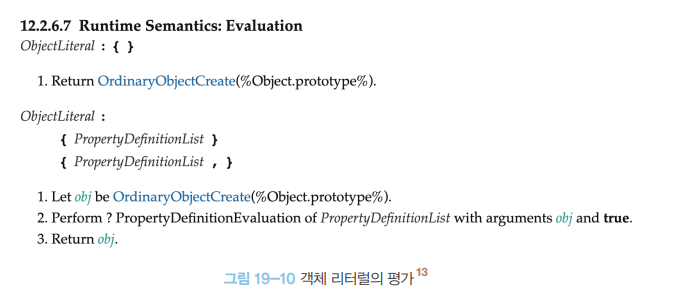 12.2.6.7 Runtime Semantics: Evaluation
ObjectLiteral : { }
1. Return OrdinaryObjectCreate(%Object.prototype%).
ObjectLiteral :
{ PropertyDefinitionList }
{ PropertyDefinitionList , }
1. Let obj be OrdinaryObjectCreate(%Object.prototype%).
2. Perform ? PropertyDefinitionEvaluation of PropertyDefinitionList with arguments obj and true.
3. Return obj.
그림 19-10 객체 리터럴의 평가13